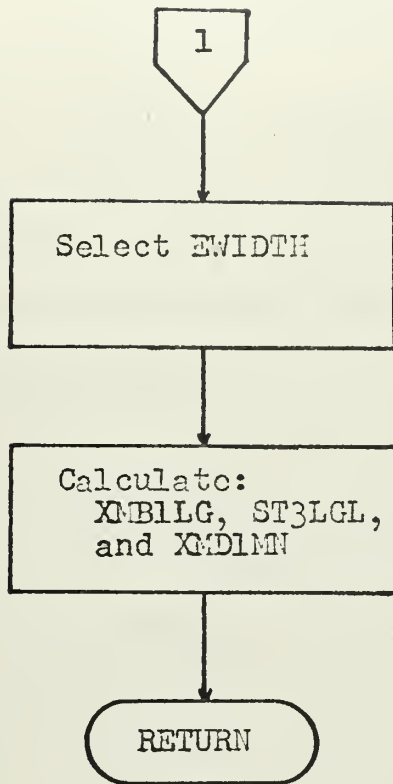 1
Select EWIDTH
Calculate:
XMB1LG, ST3LGL,
and XMD1MN
RETURN